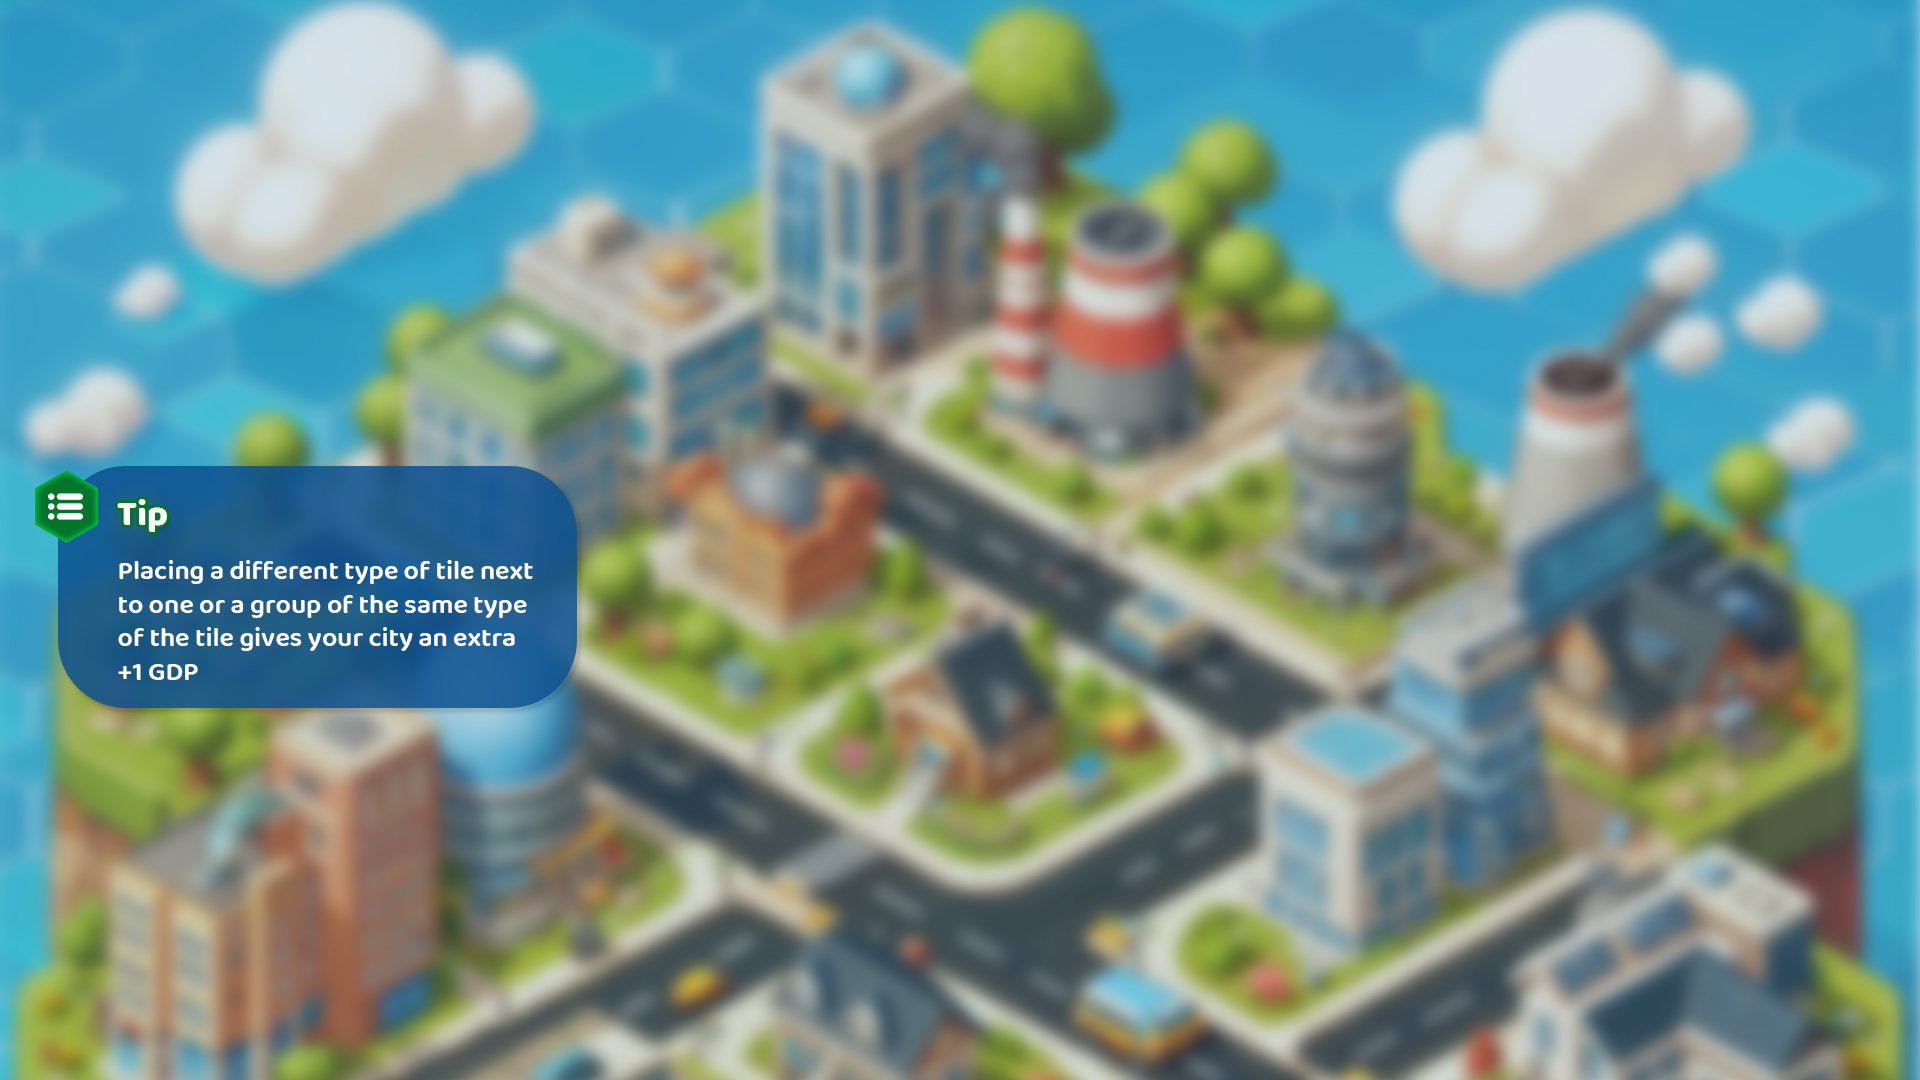 Tip
Placing a different type of tile next
to one or a group of the same type
of the tile gives your city an extra
+1 GDP